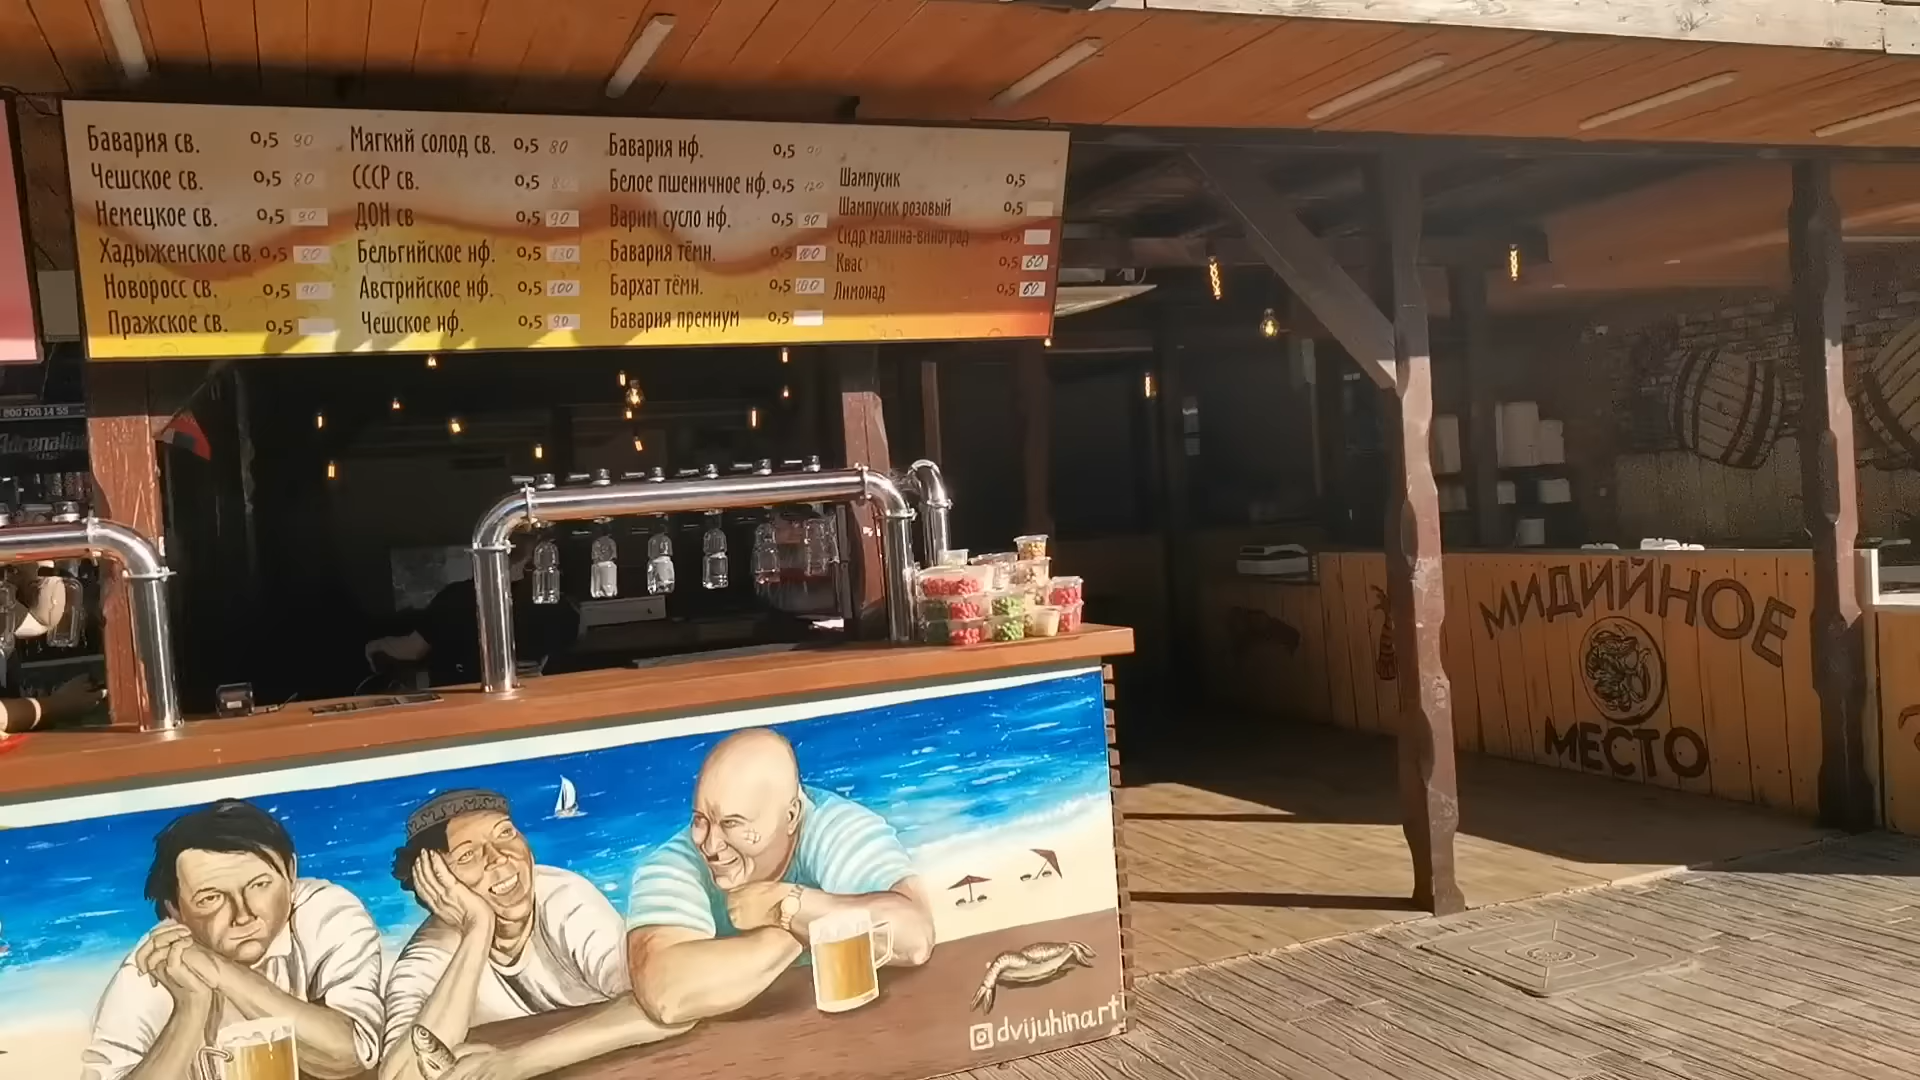 Бавария св. 0,5 90
Чешское св. 0,5 80
Немецкое св. 0,5 90
Хадыженское св. 0,5
Новоросс св. 0,5 90
Пражское св. 0,5
Мягкий солод св. 0,5 80
СССР св. 0,5
ДОН св 0,5 90
Бельгийское нф. 0,5 130
Австрийское нф. 0,5 100
Чешское нф. 0,5 90
Бавария нф. 0,5
Белое пшеничное нф. 0,5 120
Варим сусло нф. 0,5 90
Бавария тёмн. 0,5 100
Бархат тёмн. 0,5 100
Бавария премиум 0,5
Шампусик 0,5
Шампусик розовый 0,5
Сидр малина-виноград 0,5
Квас 0,5 60
Лимонад 0,5 60
800 700 14 55
Adrenaline
МИДИЙНОЕ
МЕСТО
dvijuhinart